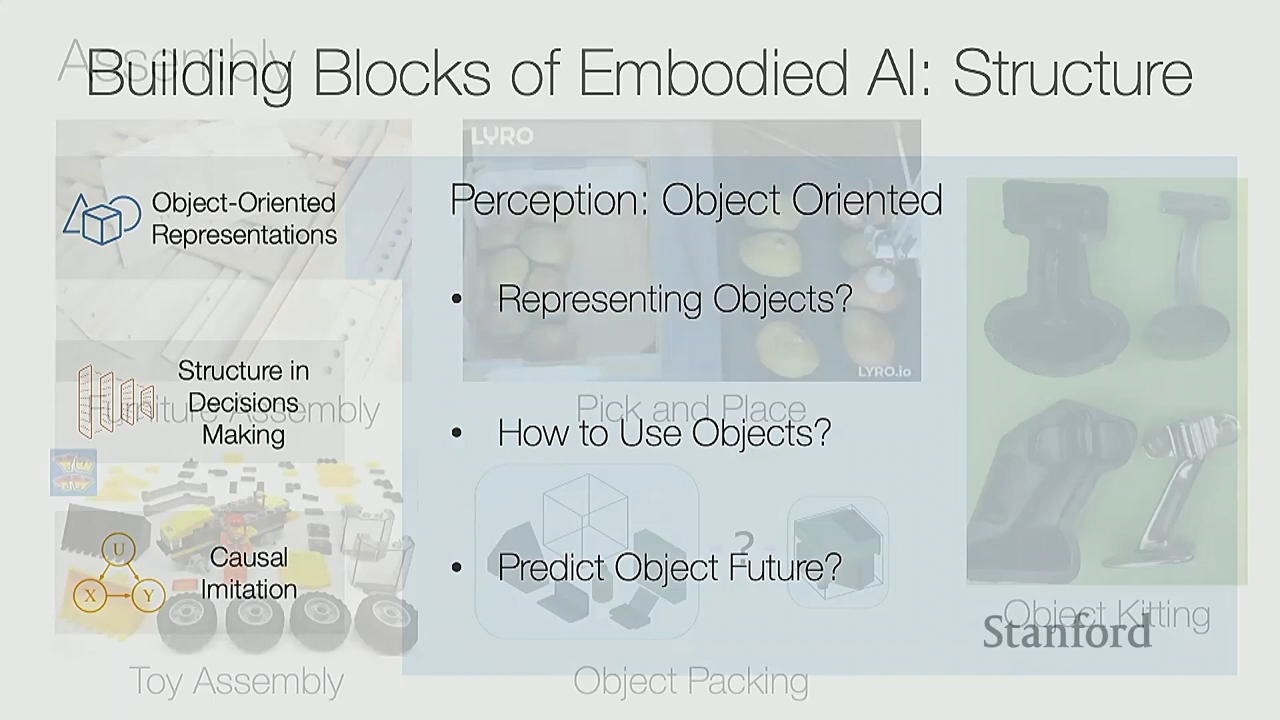 Assembly
Building Blocks of Embodied AI: Structure
LYRO
Object-Oriented
Representations
Perception: Object Oriented
• Representing Objects?
LYRO.io
Structure in
Decisions
Making
Furniture Assembly
Pick and Place
• How to Use Objects?
?
U
X
Y
Causal
Imitation
• Predict Object Future?
Object Kitting
Stanford
Toy Assembly
Object Packing